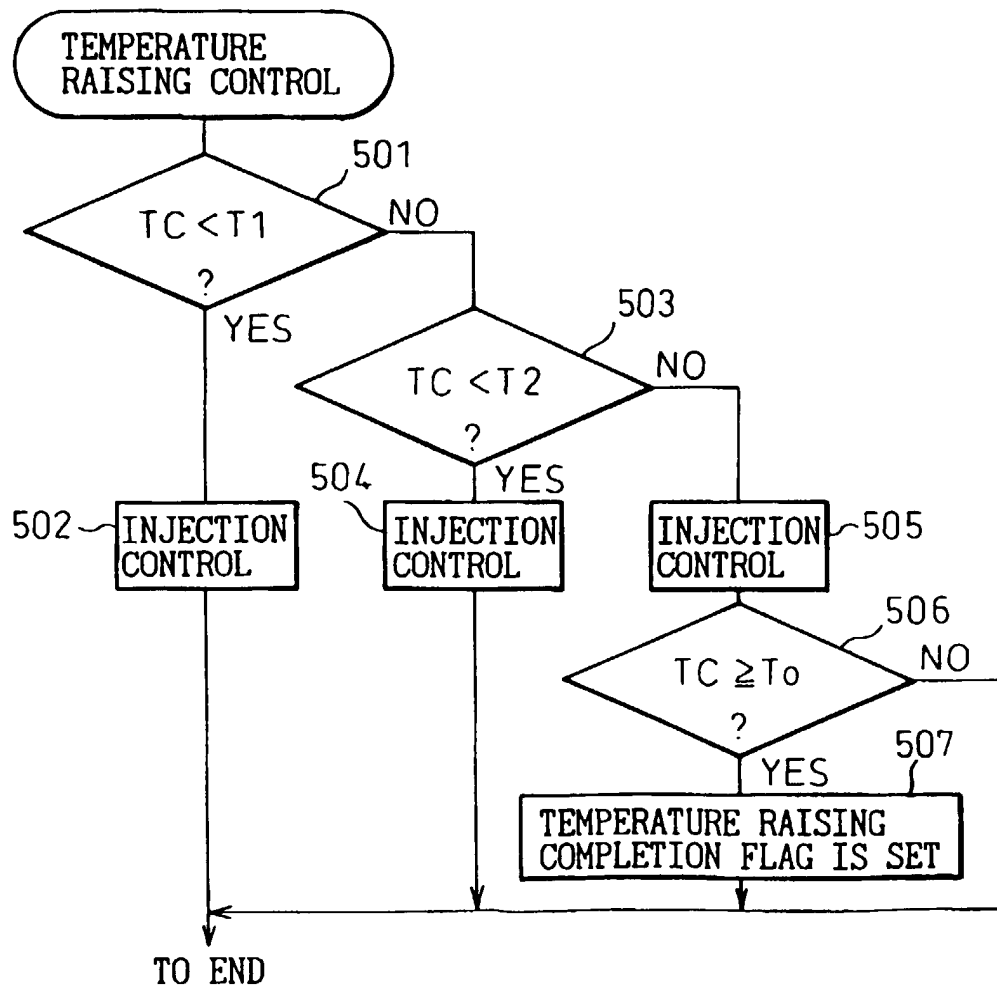 TEMPERATURE
RAISING CONTROL
501
TC < T1
?
NO
YES
503
TC < T2
?
NO
YES
502
INJECTION
CONTROL
504
INJECTION
CONTROL
505
INJECTION
CONTROL
506
TC ≧ To
?
NO
YES
507
TEMPERATURE RAISING
COMPLETION FLAG IS SET
TO END